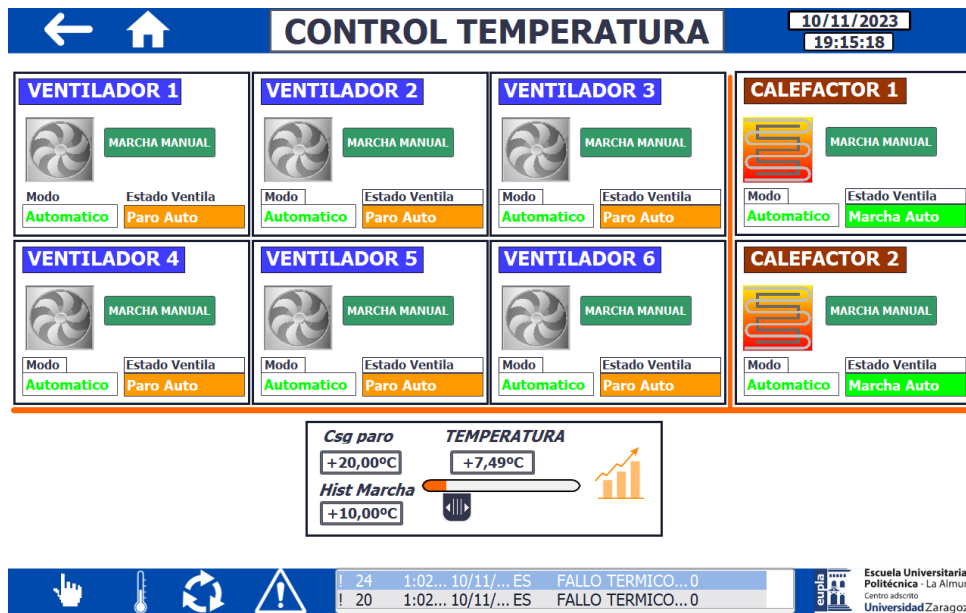 CONTROL TEMPERATURA
10/11/2023
19:15:18
VENTILADOR 1
MARCHA MANUAL
Modo
Estado Ventila
Automatico
Paro Auto
VENTILADOR 2
MARCHA MANUAL
Modo
Estado Ventila
Automatico
Paro Auto
VENTILADOR 3
MARCHA MANUAL
Modo
Estado Ventila
Automatico
Paro Auto
CALEFACTOR 1
MARCHA MANUAL
Modo
Estado Ventila
Automatico
Marcha Auto
VENTILADOR 4
MARCHA MANUAL
Modo
Estado Ventila
Automatico
Paro Auto
VENTILADOR 5
MARCHA MANUAL
Modo
Estado Ventila
Automatico
Paro Auto
VENTILADOR 6
MARCHA MANUAL
Modo
Estado Ventila
Automatico
Paro Auto
CALEFACTOR 2
MARCHA MANUAL
Modo
Estado Ventila
Automatico
Marcha Auto
Csg paro
TEMPERATURA
+20,00ºC
+7,49ºC
Hist Marcha
+10,00ºC
! 24 1:02... 10/11/... ES FALLO TERMICO... 0
! 20 1:02... 10/11/... ES FALLO TERMICO... 0
eupla
Escuela Universitaria
Politécnica - La Almu
Centro adscrito
Universidad Zarago